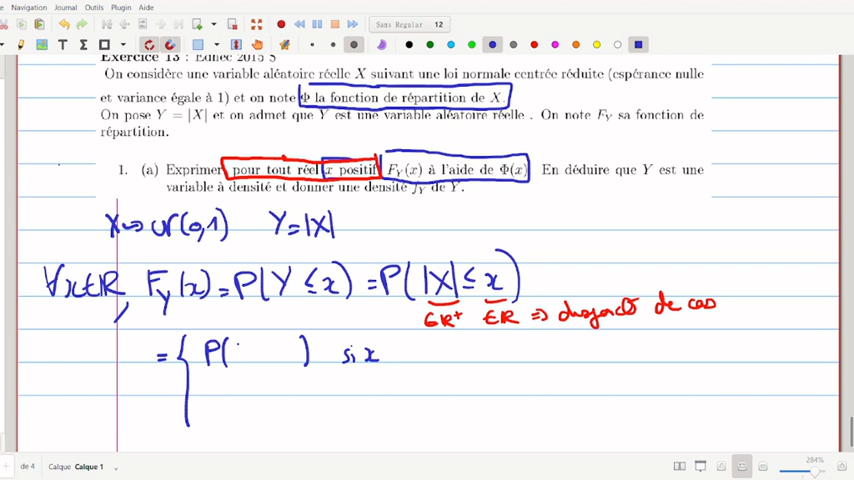 Navigation Journal Outils Plugin Aide
Sans Regular 12
Exercice 13 : Edhec 2015 S
On considère une variable aléatoire réelle X suivant une loi normale centrée réduite (espérance nulle
et variance égale à 1) et on note Φ la fonction de répartition de X.
On pose Y = |X| et on admet que Y est une variable aléatoire réelle . On note F_Y sa fonction de
répartition.
1. (a) Exprimer pour tout réel x positif F_Y(x) à l'aide de Φ(x) En déduire que Y est une
variable à densité et donner une densité f_Y de Y.
X ↪ N(0,1) Y = |X|
∀x∈ℝ, F_Y(x) = P(Y ≤ x) = P(|X| ≤ x)
∈ℝ⁺ ∈ℝ ⇒ de cas
= { P( ) si x
de 4 Calque Calque 1 284%